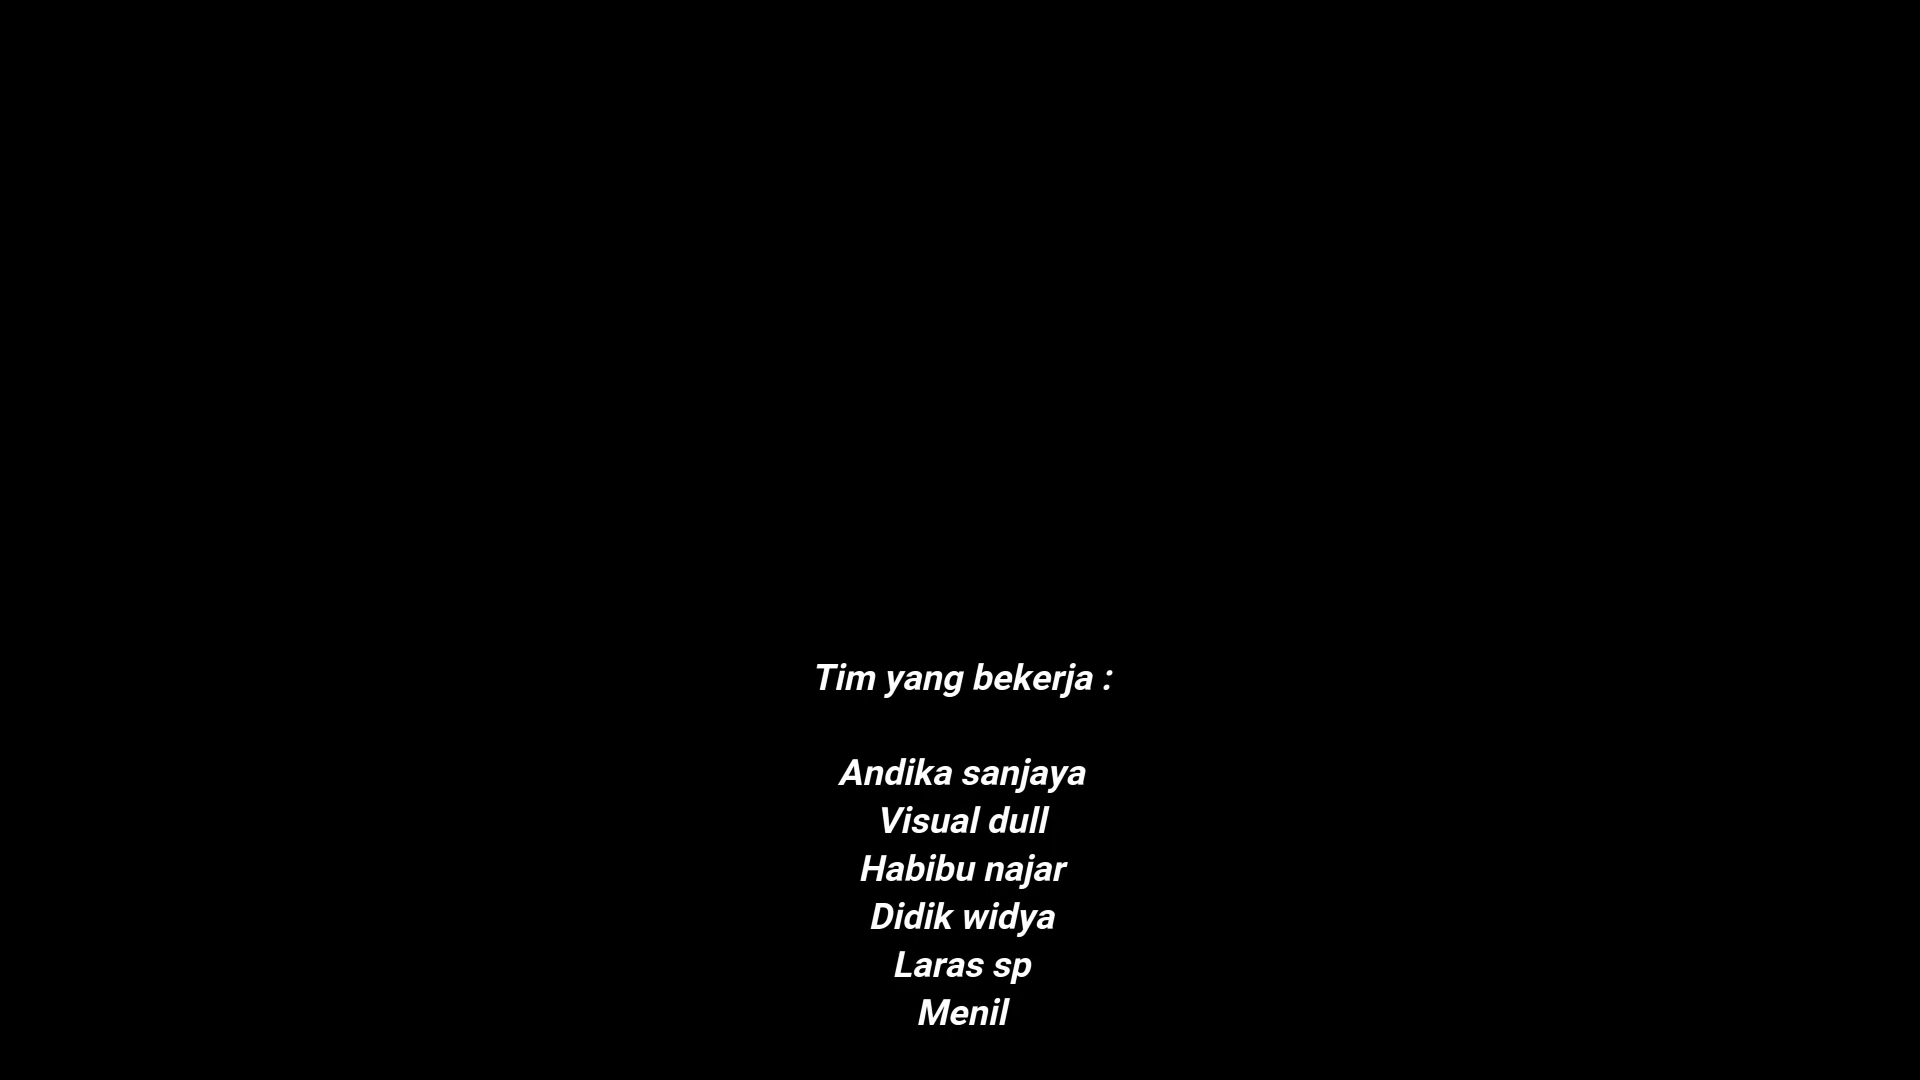 Tim yang bekerja :
Andika sanjaya
Visual dull
Habibu najar
Didik widya
Laras sp
Menil